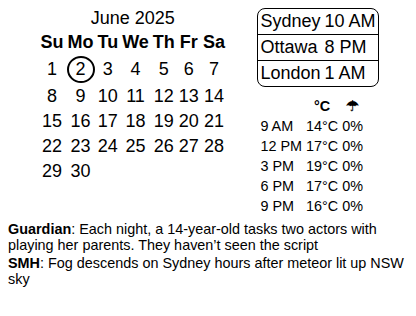 June 2025
Su Mo Tu We Th Fr Sa
1 2 3 4 5 6 7
8 9 10 11 12 13 14
15 16 17 18 19 20 21
22 23 24 25 26 27 28
29 30
Sydney 10 AM
Ottawa 8 PM
London 1 AM
°C ☂
9 AM 14°C 0%
12 PM 17°C 0%
3 PM 19°C 0%
6 PM 17°C 0%
9 PM 16°C 0%
Guardian: Each night, a 14-year-old tasks two actors with
playing her parents. They haven’t seen the script
SMH: Fog descends on Sydney hours after meteor lit up NSW
sky